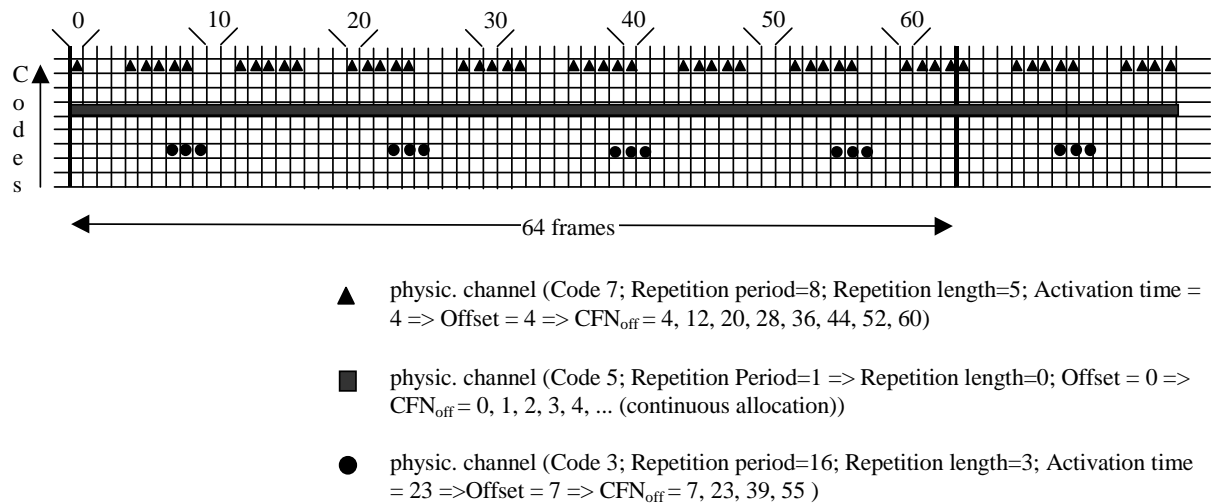 0 10 20 30 40 50 60
C
o
d
e
s
64 frames
physic. channel (Code 7; Repetition period=8; Repetition length=5; Activation time =
4 => Offset = 4 => CFNoff = 4, 12, 20, 28, 36, 44, 52, 60)
physic. channel (Code 5; Repetition Period=1 => Repetition length=0; Offset = 0 =>
CFNoff = 0, 1, 2, 3, 4, ... (continuous allocation))
physic. channel (Code 3; Repetition period=16; Repetition length=3; Activation time
= 23 =>Offset = 7 => CFNoff = 7, 23, 39, 55 )